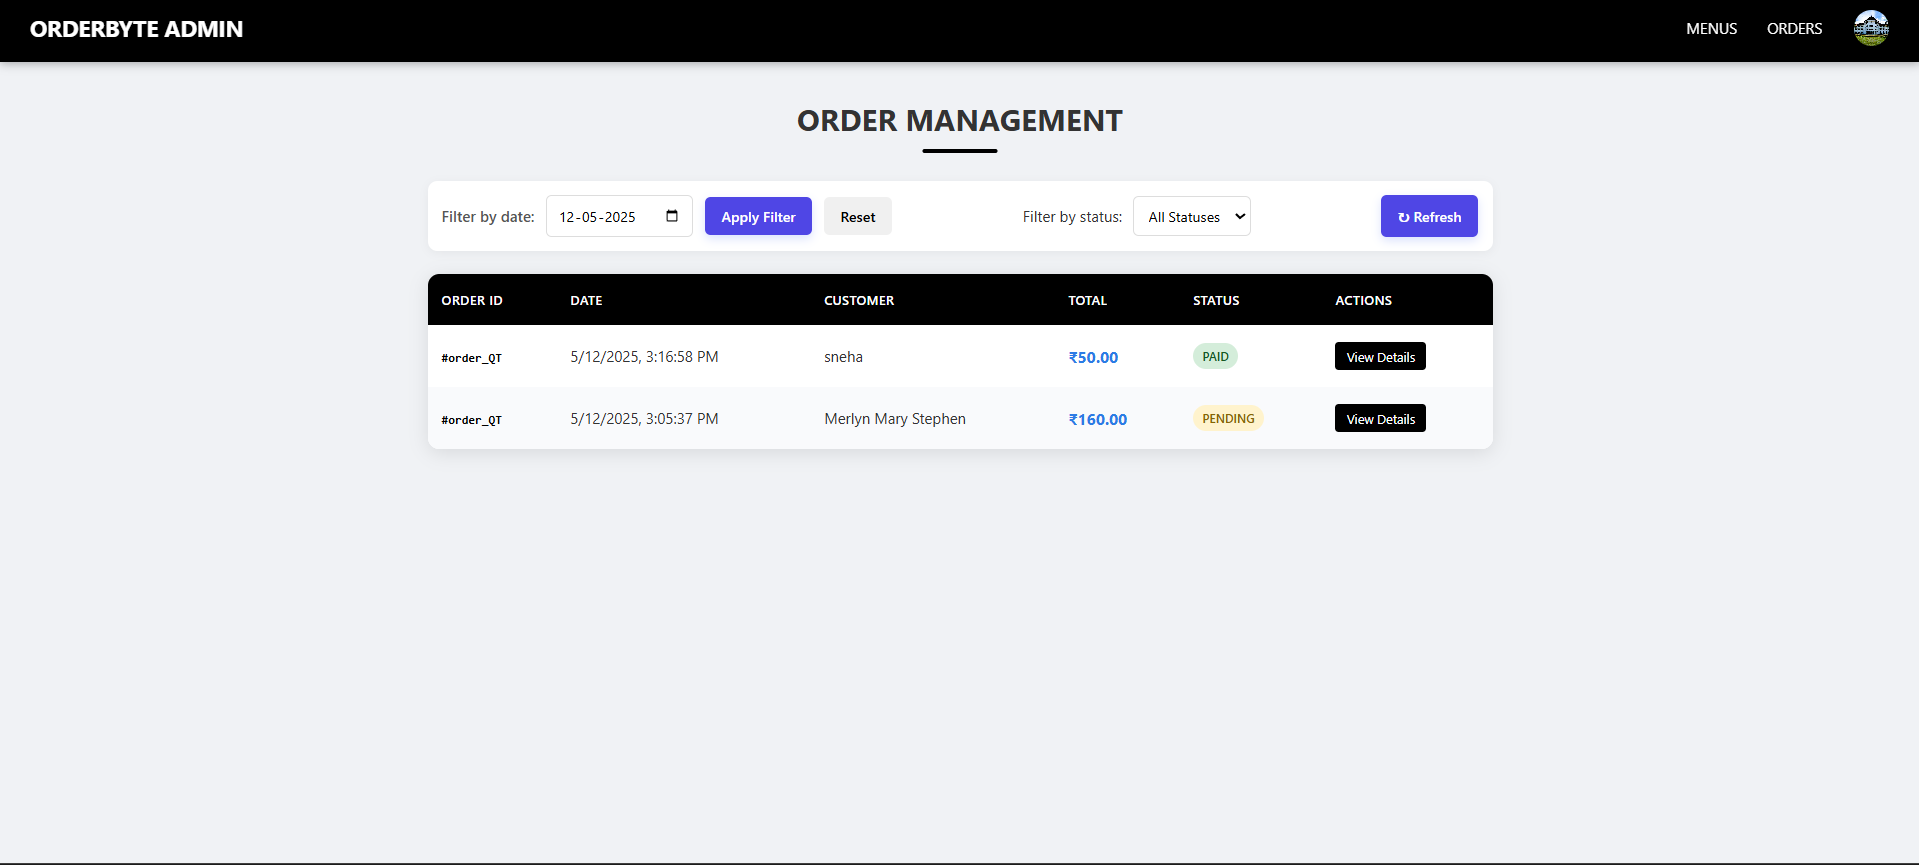 ORDERBYTE ADMIN MENUS ORDERS
ORDER MANAGEMENT
Filter by date: 12-05-2025 Apply Filter Reset Filter by status: All Statuses ↻ Refresh
ORDER ID DATE CUSTOMER TOTAL STATUS ACTIONS
#order_QT 5/12/2025, 3:16:58 PM sneha ₹50.00 PAID View Details
#order_QT 5/12/2025, 3:05:37 PM Merlyn Mary Stephen ₹160.00 PENDING View Details